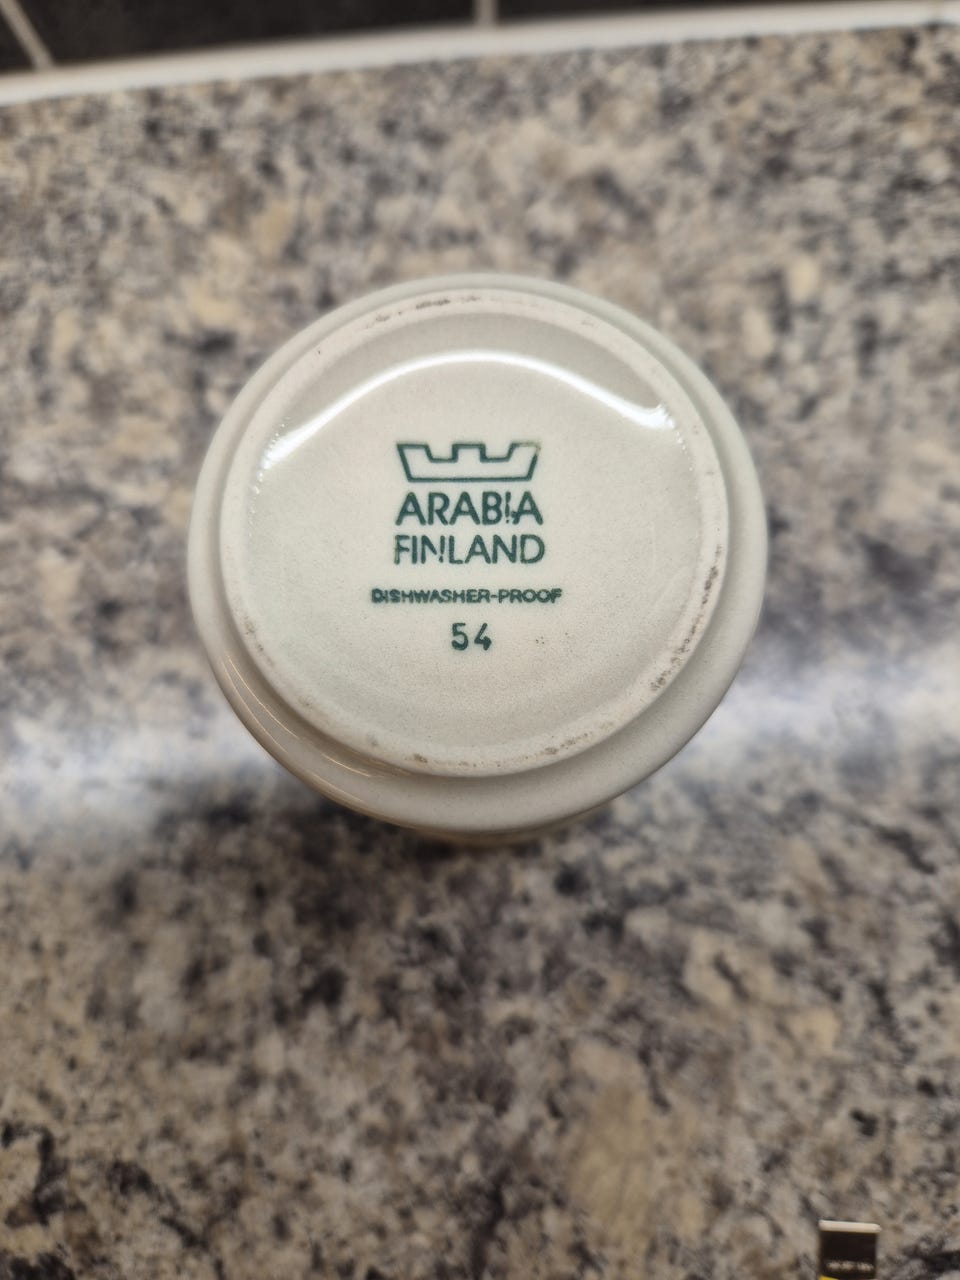 ARABIA
FINLAND
DISHWASHER-PROOF
54